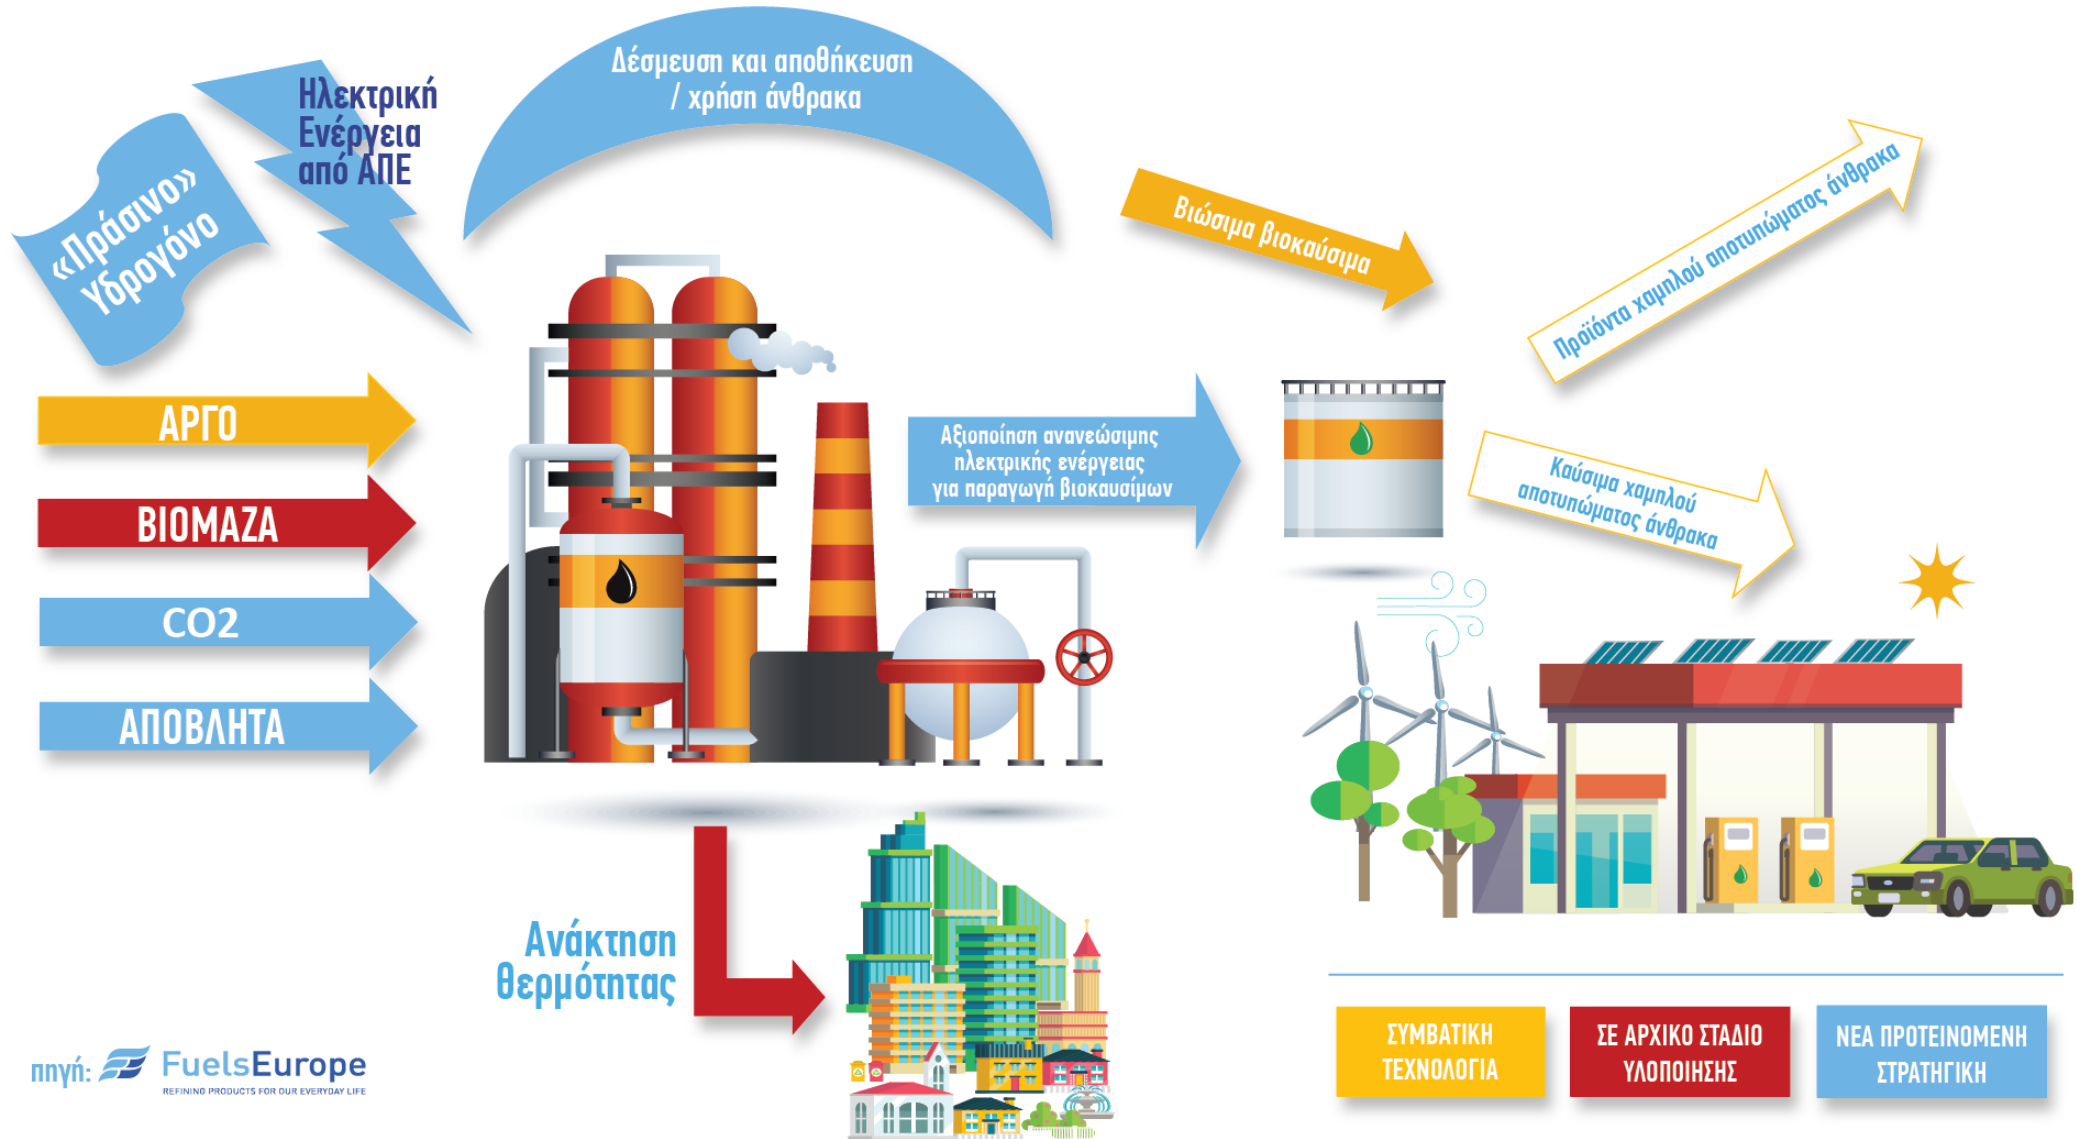 Ηλεκτρική
Ενέργεια
από ΑΠΕ
«Πράσινο»
Υδρογόνο
Δέσμευση και αποθήκευση
/ χρήση άνθρακα
Βιώσιμα βιοκαύσιμα
Προϊόντα χαμηλού αποτυπώματος άνθρακα
ΑΡΓΟ
ΒΙΟΜΑΖΑ
CO2
ΑΠΟΒΛΗΤΑ
Αξιοποίηση ανανεώσιμης
ηλεκτρικής ενέργειας
για παραγωγή βιοκαυσίμων
Καύσιμα χαμηλού
αποτυπώματος άνθρακα
Ανάκτηση
θερμότητας
ΣΥΜΒΑΤΙΚΗ
ΤΕΧΝΟΛΟΓΙΑ
ΣΕ ΑΡΧΙΚΟ ΣΤΑΔΙΟ
ΥΛΟΠΟΙΗΣΗΣ
ΝΕΑ ΠΡΟΤΕΙΝΟΜΕΝΗ
ΣΤΡΑΤΗΓΙΚΗ
πηγή: FuelsEurope
REFINING PRODUCTS FOR OUR EVERYDAY LIFE